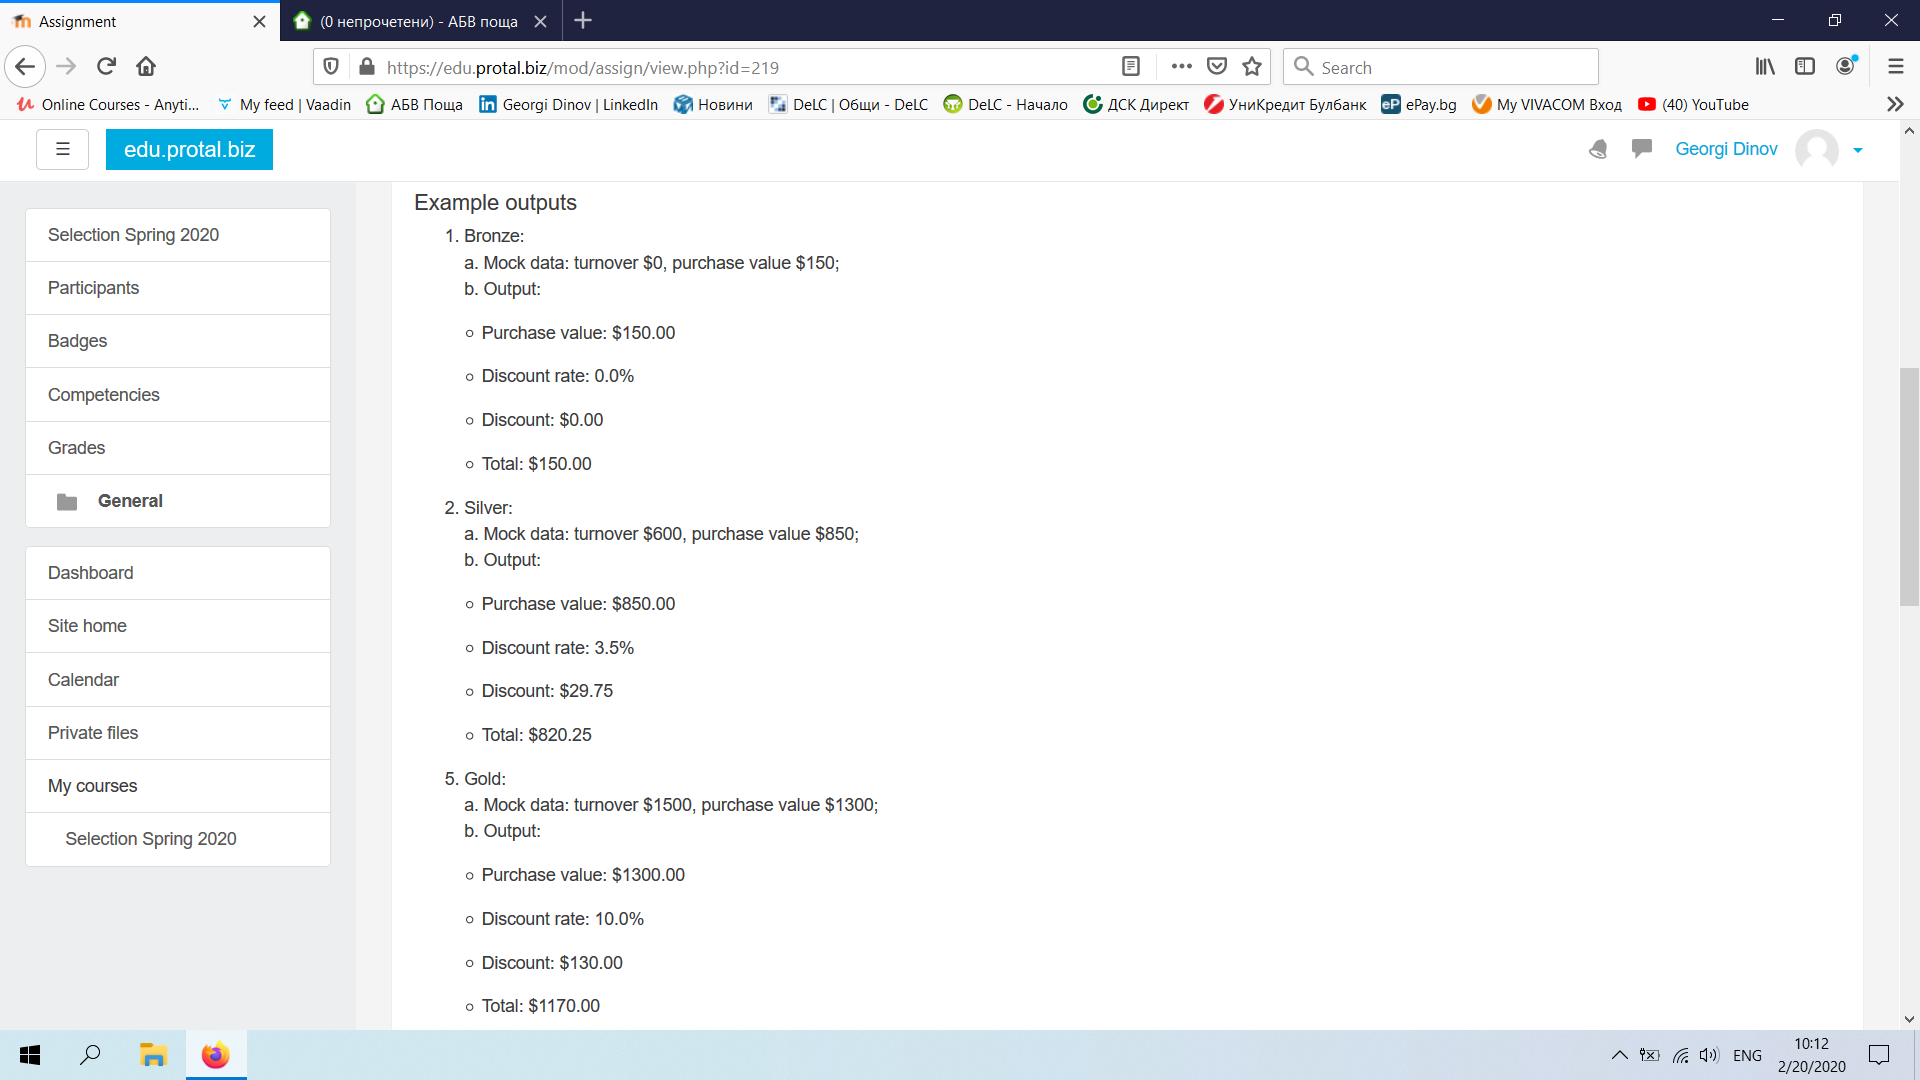 Assignment
(0 непрочетени) - АБВ поща
https://edu.protal.biz/mod/assign/view.php?id=219
Search
Online Courses - Anyti...
My feed | Vaadin
АБВ Поща
Georgi Dinov | LinkedIn
Новини
DeLC | Общи - DeLC
DeLC - Начало
ДСК Директ
УниКредит Булбанк
ePay.bg
My VIVACOM Вход
(40) YouTube
edu.protal.biz
Georgi Dinov
Selection Spring 2020
Participants
Badges
Competencies
Grades
General
Dashboard
Site home
Calendar
Private files
My courses
Selection Spring 2020
Example outputs
1. Bronze:
a. Mock data: turnover $0, purchase value $150;
b. Output:
Purchase value: $150.00
Discount rate: 0.0%
Discount: $0.00
Total: $150.00
2. Silver:
a. Mock data: turnover $600, purchase value $850;
b. Output:
Purchase value: $850.00
Discount rate: 3.5%
Discount: $29.75
Total: $820.25
5. Gold:
a. Mock data: turnover $1500, purchase value $1300;
b. Output:
Purchase value: $1300.00
Discount rate: 10.0%
Discount: $130.00
Total: $1170.00
ENG
10:12
2/20/2020